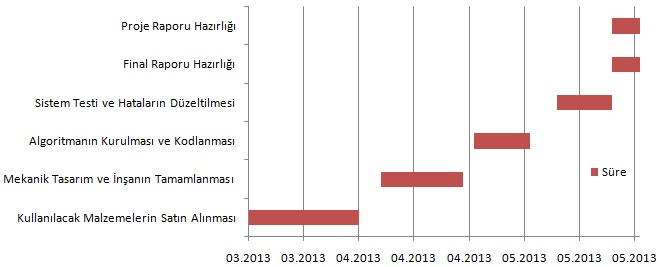 Proje Raporu Hazırlığı
Final Raporu Hazırlığı
Sistem Testi ve Hataların Düzeltilmesi
Algoritmanın Kurulması ve Kodlanması
Mekanik Tasarım ve İnşanın Tamamlanması
Süre
Kullanılacak Malzemelerin Satın Alınması
03.2013 03.2013 04.2013 04.2013 04.2013 05.2013 05.2013 05.2013